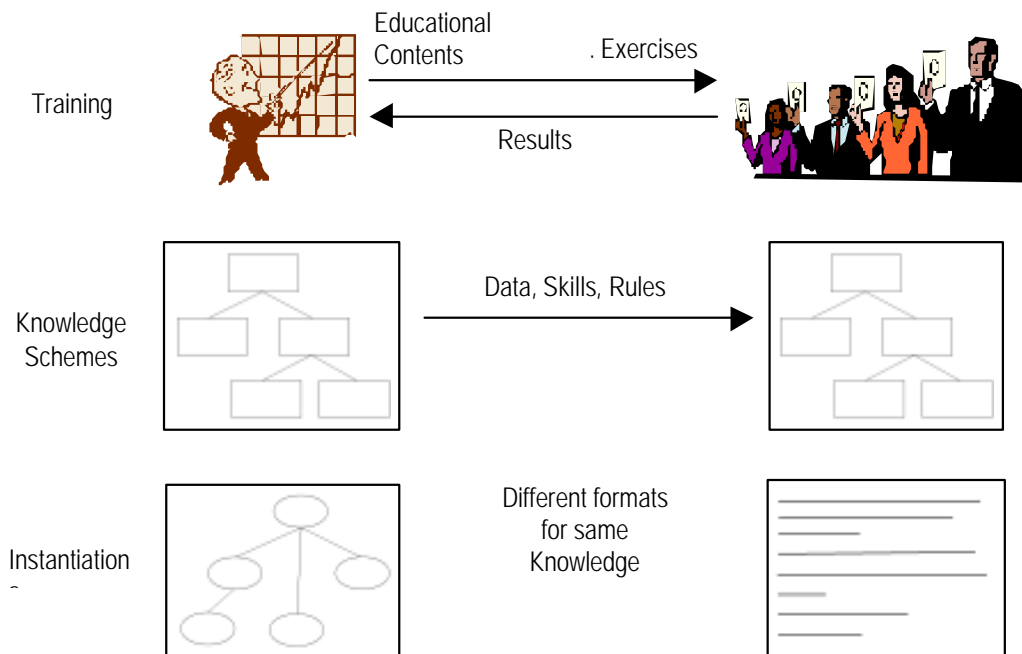 Educational
Contents
. Exercises
Training
Results
Data, Skills, Rules
Knowledge
Schemes
Different formats
for same
Knowledge
Instantiation